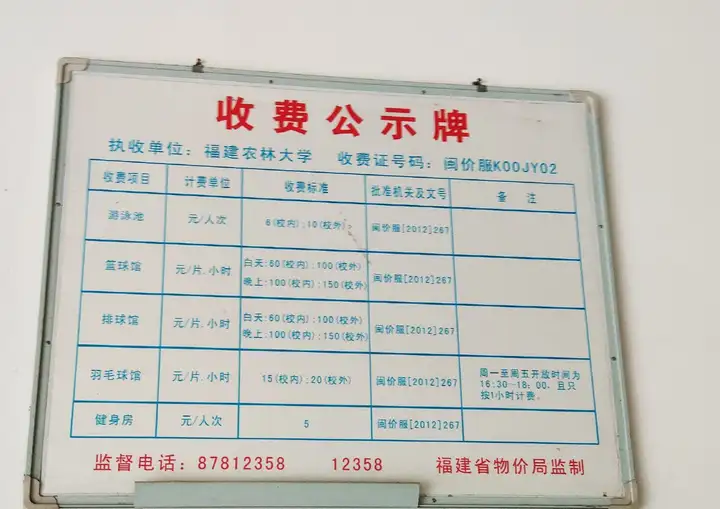 收费公示牌
执收单位：福建农林大学 收费证号码：闽价服K00JY02
收费项目 计费单位 收费标准 批准机关及文号 备 注
游泳池 元/人次 6(校内)；10(校外) 闽价服[2012]267
篮球馆 元/片.小时 白天：60(校内)；100(校外) 闽价服[2012]267
晚上：100(校内)；150(校外)
排球馆 元/片.小时 白天：60(校内)；100(校外) 闽价服[2012]267
晚上：100(校内)；150(校外)
羽毛球馆 元/片.小时 15(校内)；20(校外) 闽价服[2012]267 周一至周五开放时间为
16:30—18:00，且只
按1小时计费。
健身房 元/人次 5 闽价服[2012]267
监督电话：87812358 12358 福建省物价局监制